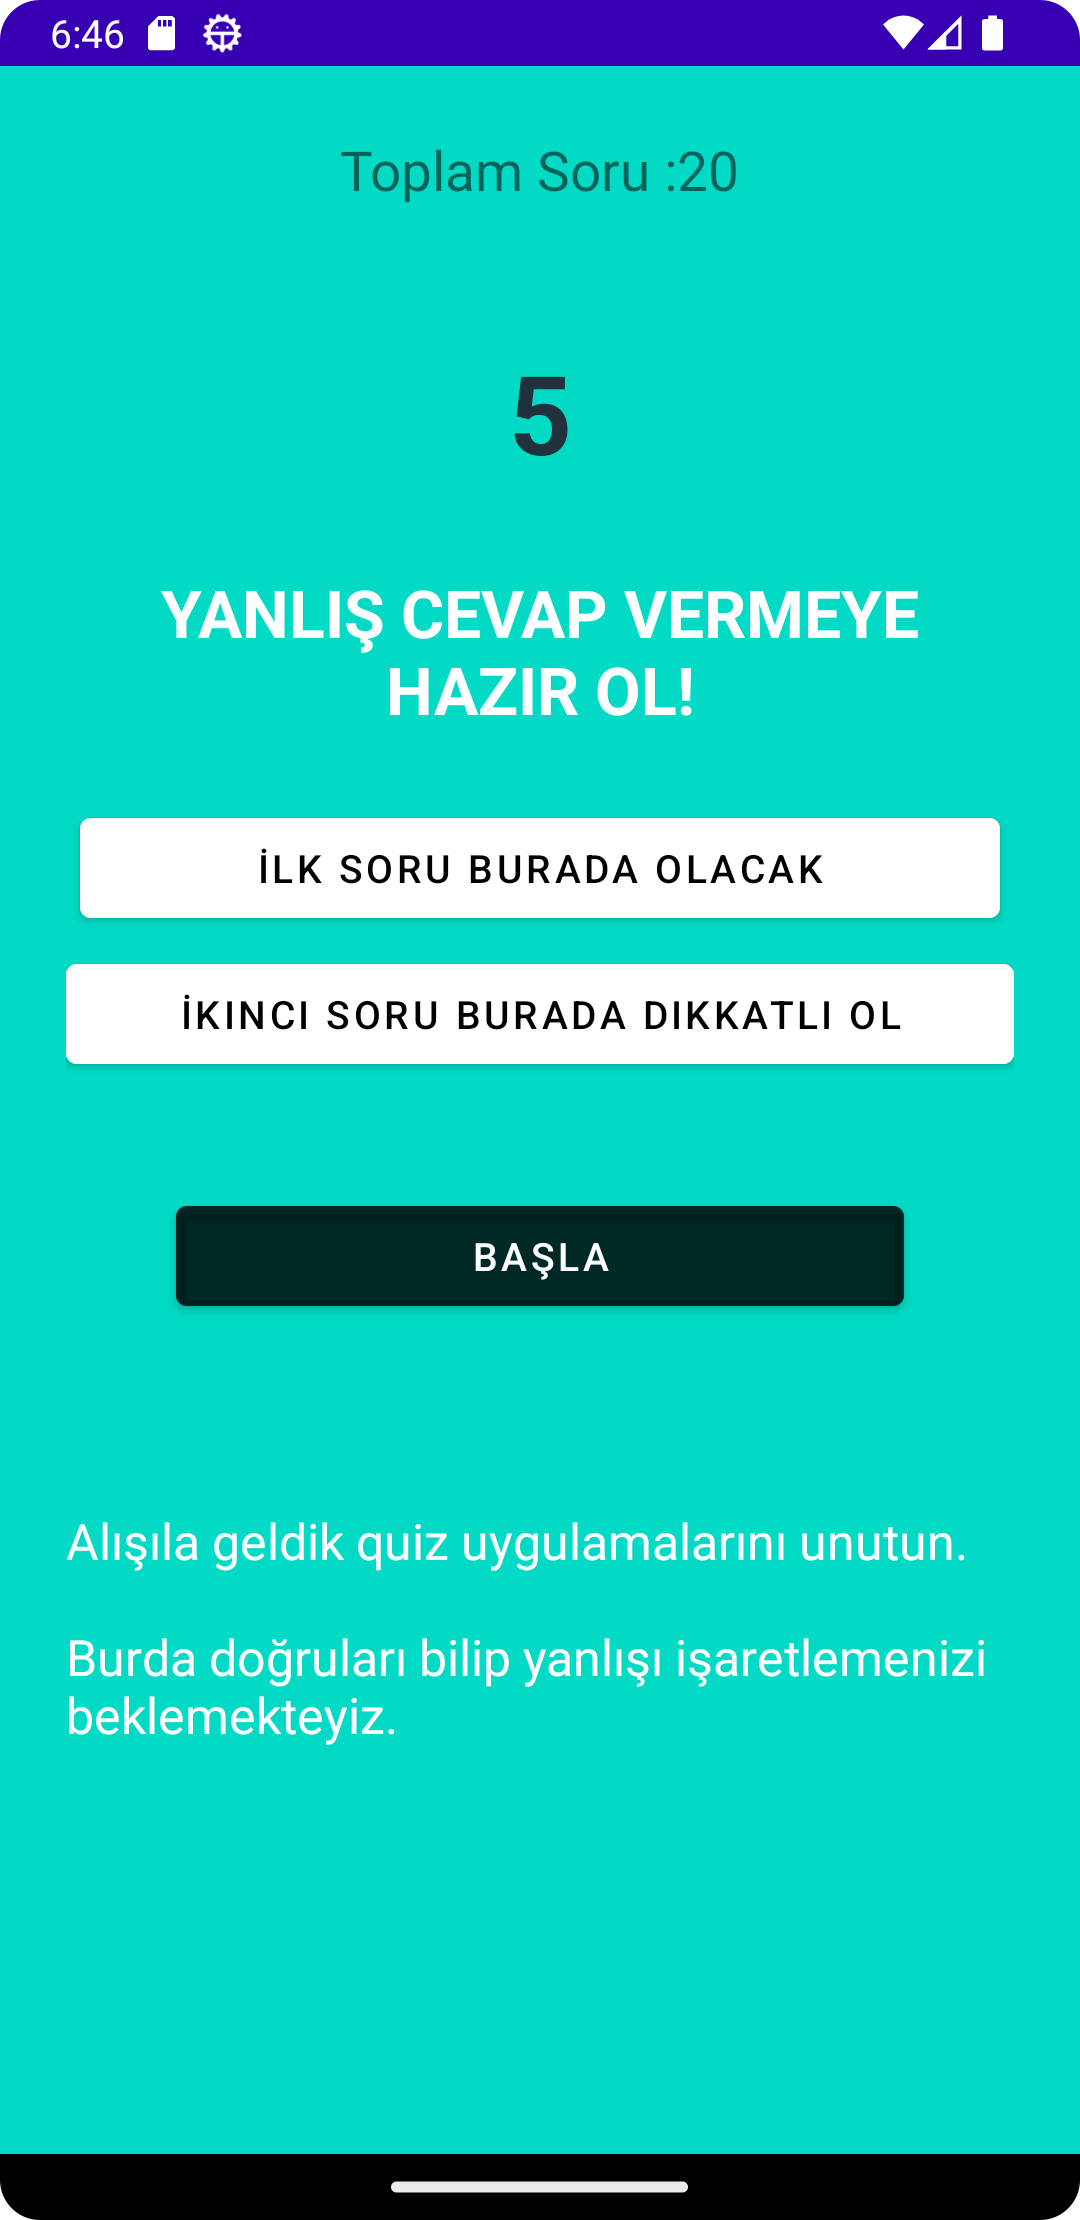 6:46
Toplam Soru :20
5
YANLIŞ CEVAP VERMEYE
HAZIR OL!
İLK SORU BURADA OLACAK
İKINCI SORU BURADA DIKKATLI OL
BAŞLA
Alışıla geldik quiz uygulamalarını unutun.
Burda doğruları bilip yanlışı işaretlemenizi
beklemekteyiz.